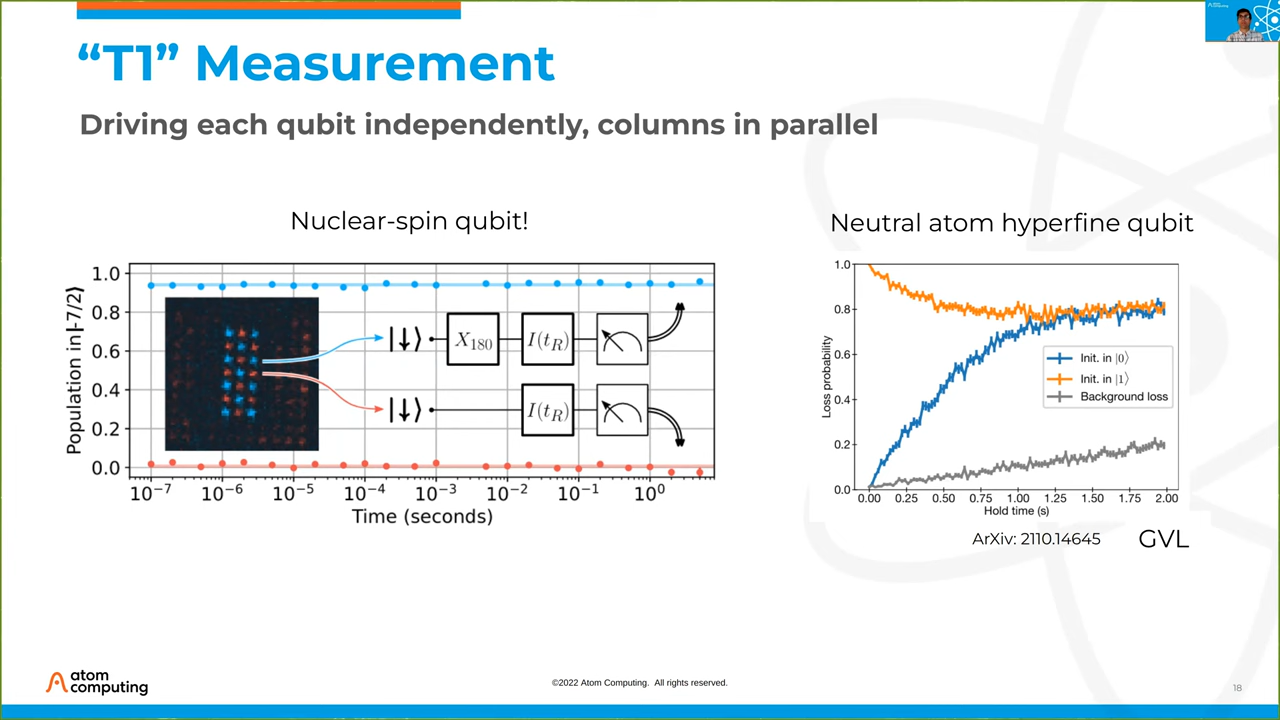 “T1” Measurement
Driving each qubit independently, columns in parallel
Nuclear-spin qubit!
Population in|-7/2⟩
1.0
0.8
0.6
0.4
0.2
0.0
|↓⟩ X₁₈₀ I(t_R)
|↓⟩ I(t_R)
10⁻⁷ 10⁻⁶ 10⁻⁵ 10⁻⁴ 10⁻³ 10⁻² 10⁻¹ 10⁰
Time (seconds)
Neutral atom hyperfine qubit
Loss probability
1.0
0.8
0.6
0.4
0.2
0.0
Init. in |0⟩
Init. in |1⟩
Background loss
0.00 0.25 0.50 0.75 1.00 1.25 1.50 1.75 2.00
Hold time (s)
ArXiv: 2110.14645 GVL
atom
computing
©2022 Atom Computing. All rights reserved.
18